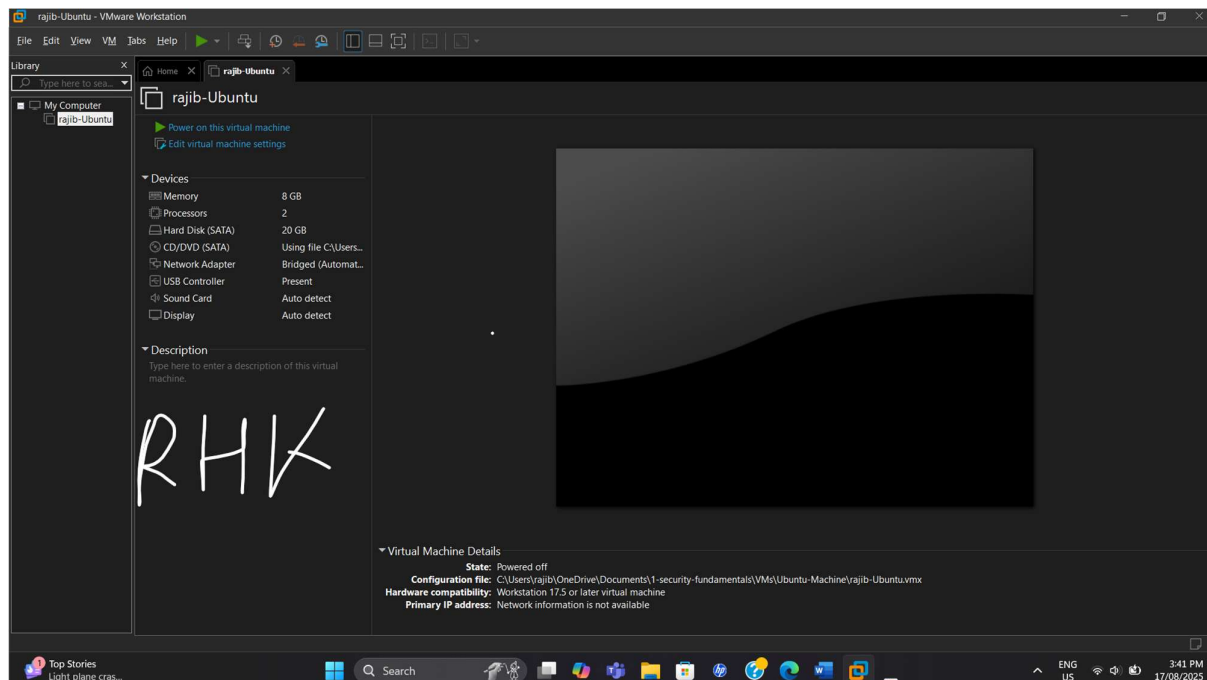 rajib-Ubuntu - VMware Workstation
File Edit View VM Tabs Help
Library X
Type here to sea...
Home
rajib-Ubuntu
My Computer
rajib-Ubuntu
rajib-Ubuntu
Power on this virtual machine
Edit virtual machine settings
Devices
Memory 8 GB
Processors 2
Hard Disk (SATA) 20 GB
CD/DVD (SATA) Using file C:\Users...
Network Adapter Bridged (Automat...
USB Controller Present
Sound Card Auto detect
Display Auto detect
Description
Type here to enter a description of this virtual
machine.
RHK
Virtual Machine Details
State: Powered off
Configuration file: C:\Users\rajib\OneDrive\Documents\1-security-fundamentals\VMs\Ubuntu-Machine\rajib-Ubuntu.vmx
Hardware compatibility: Workstation 17.5 or later virtual machine
Primary IP address: Network information is not available
1 Top Stories
Light plane cras...
Search
hp
ENG
US
3:41 PM
17/08/2025